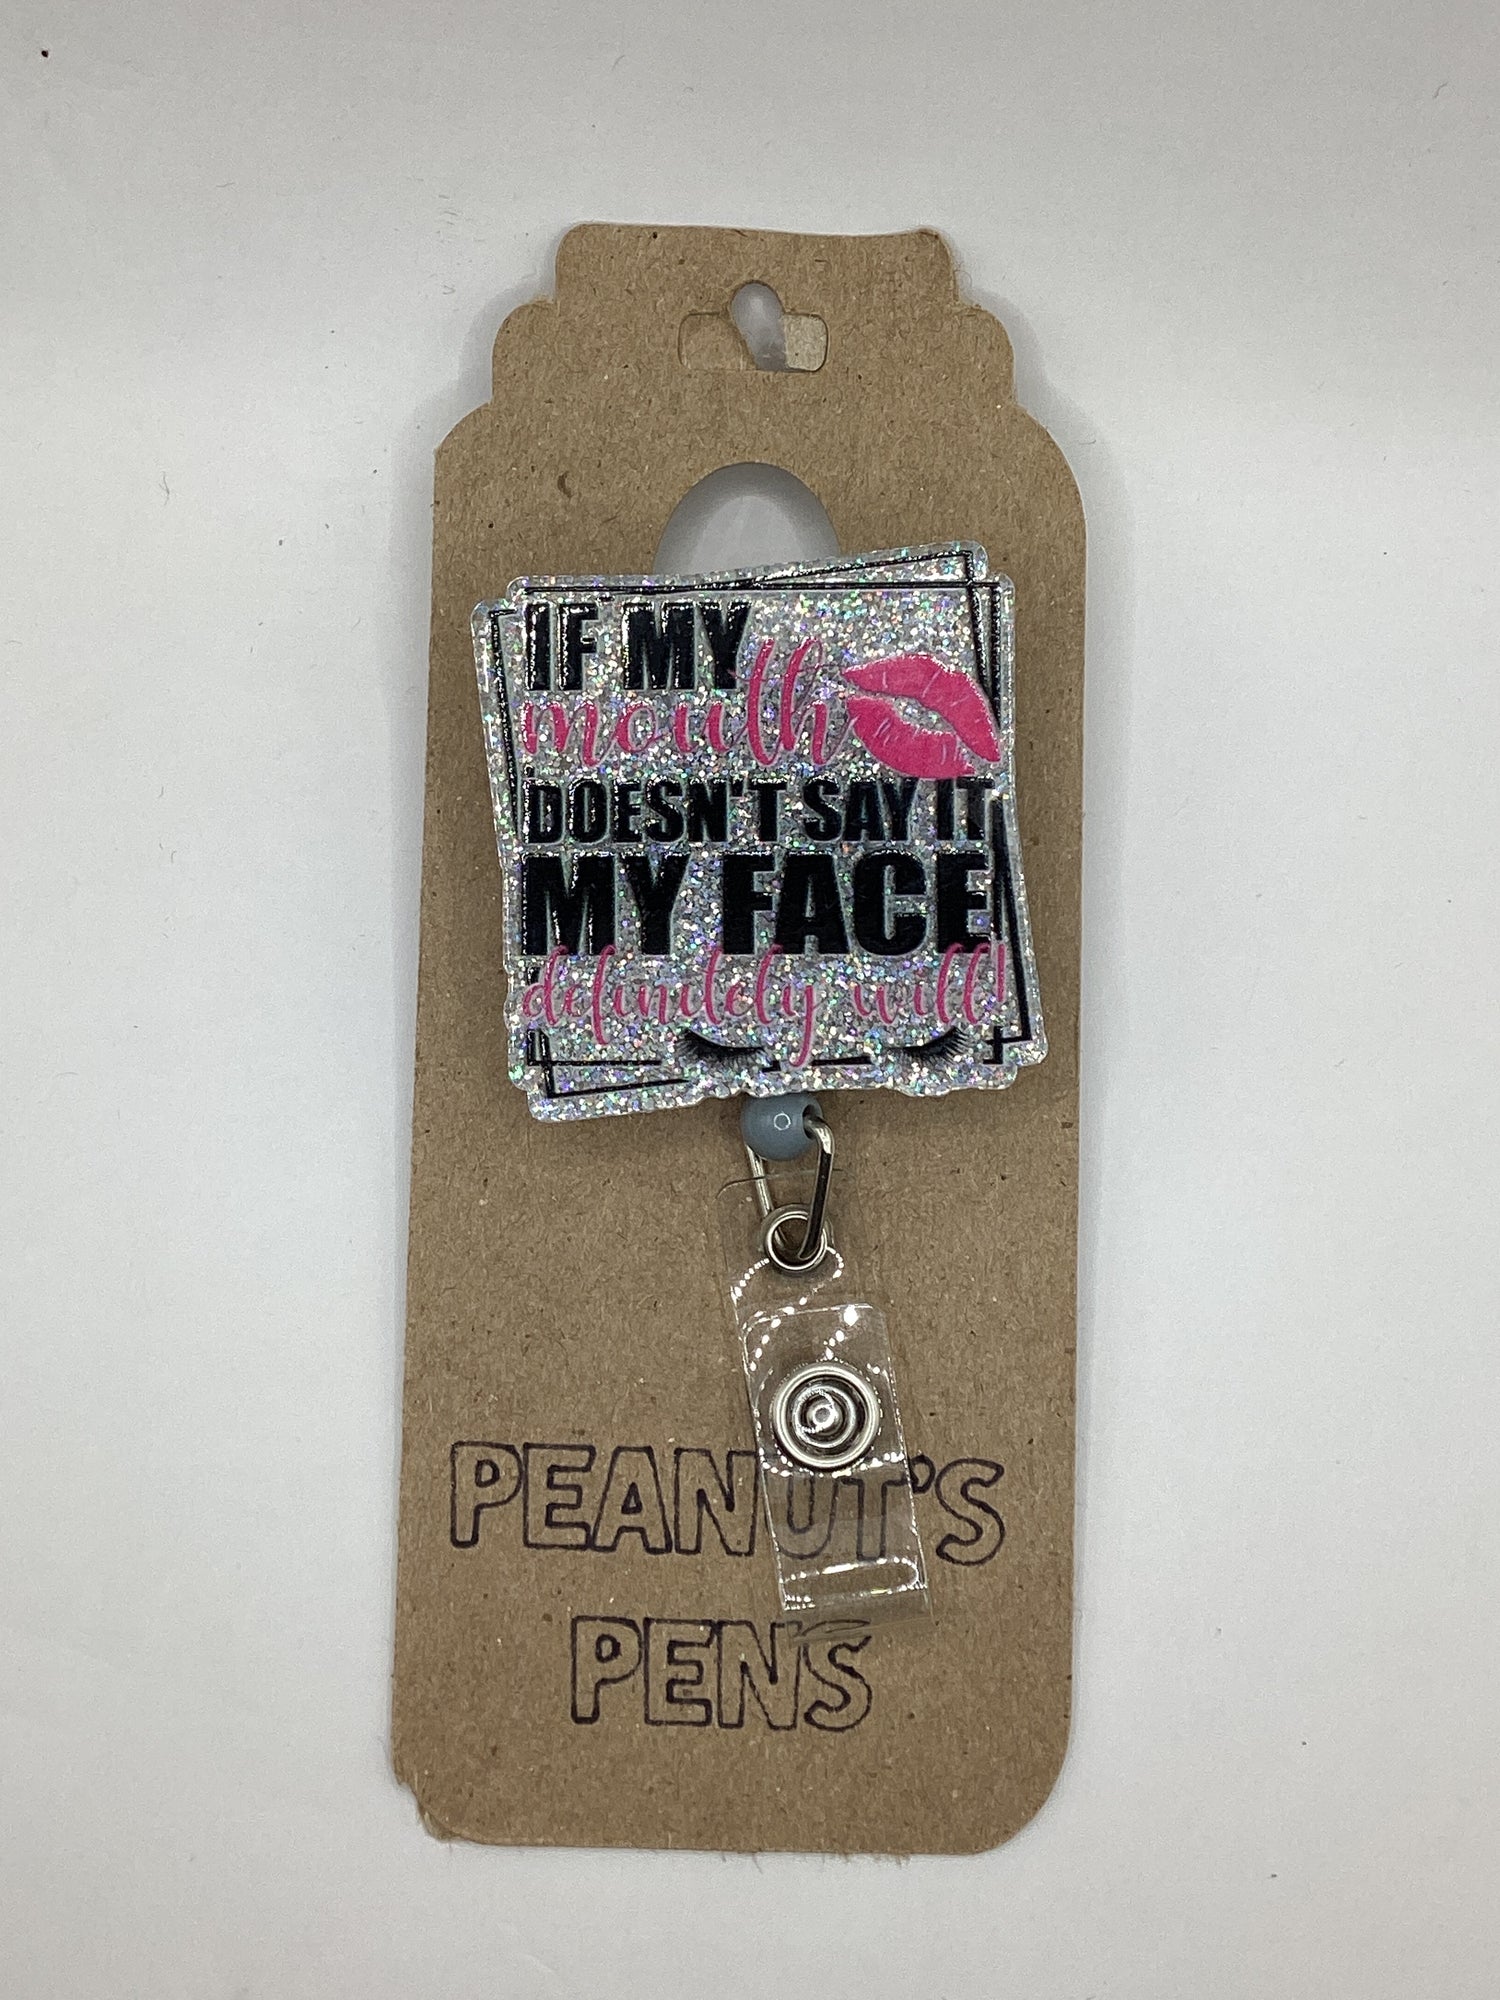 IF MY
mouth
DOESN'T SAY IT
MY FACE
definitely will!
PEANUT'S
PENS